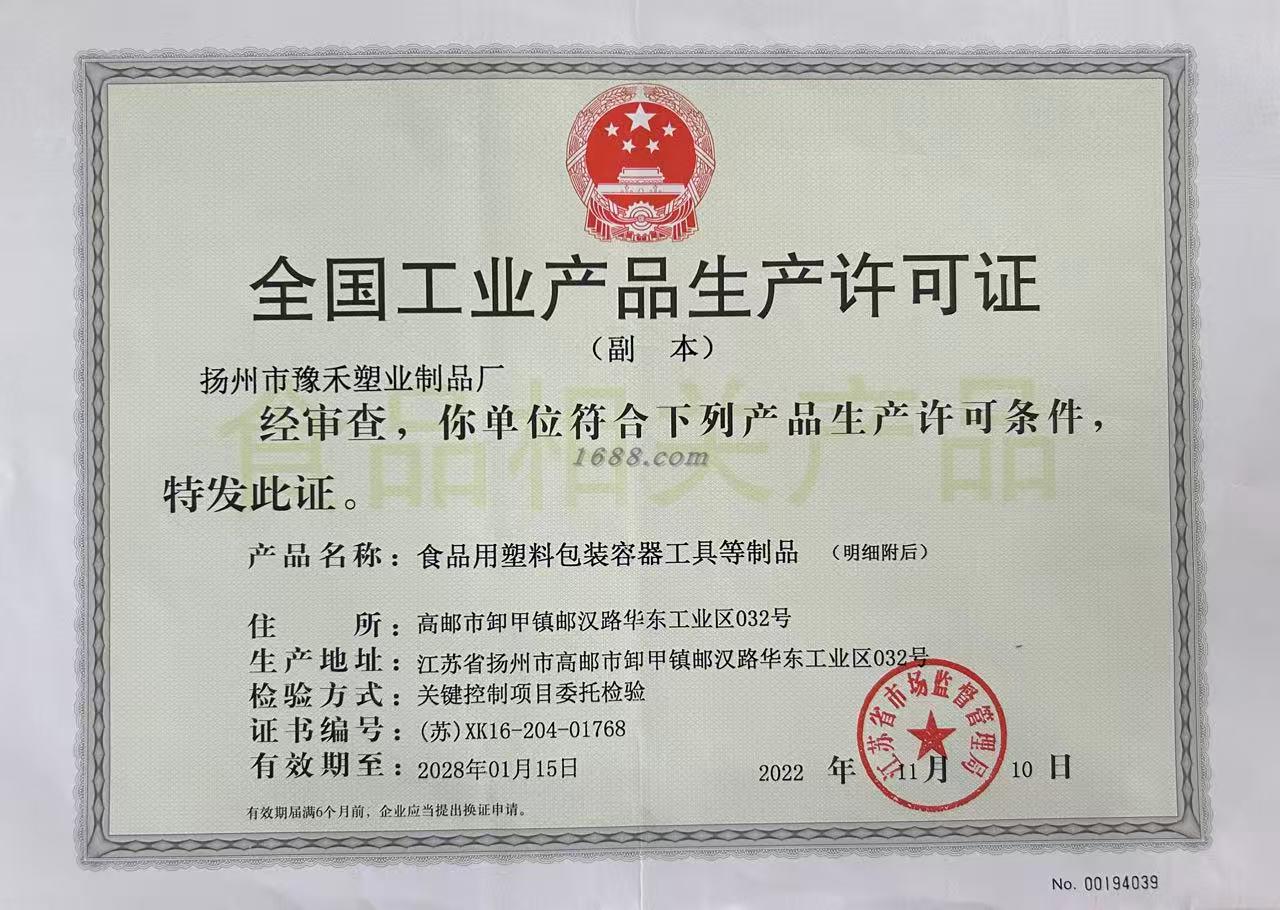 全国工业产品生产许可证
（副 本）
扬州市豫禾塑业制品厂
食品相关产品
经审查，你单位符合下列产品生产许可条件，
1688.com
特发此证。
产品名称：食品用塑料包装容器工具等制品 （明细附后）
住 所：高邮市卸甲镇邮汉路华东工业区032号
生产地址：江苏省扬州市高邮市卸甲镇邮汉路华东工业区032号
检验方式：关键控制项目委托检验
证书编号：(苏)XK16-204-01768
有效期至：2028年01月15日
江苏省市场监督管理局
2022 年 11月 10 日
有效期届满6个月前，企业应当提出换证申请。
No. 00194039